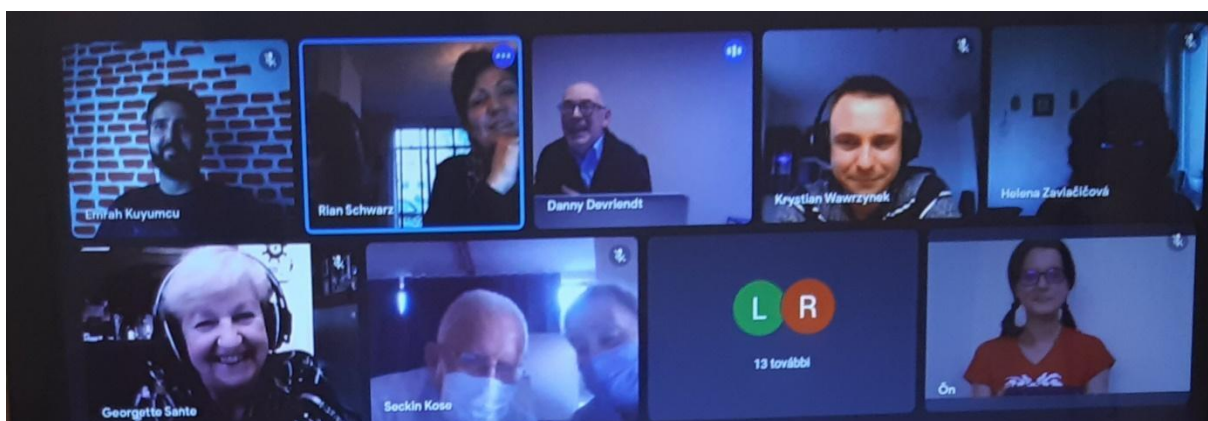 Emrah Kuyumcu
Rian Schwarz
Danny Devriendt
Krystian Wawrzynek
Helena Zavlačičová
Georgette Sante
Seckin Kose
L R
13 további
Ön